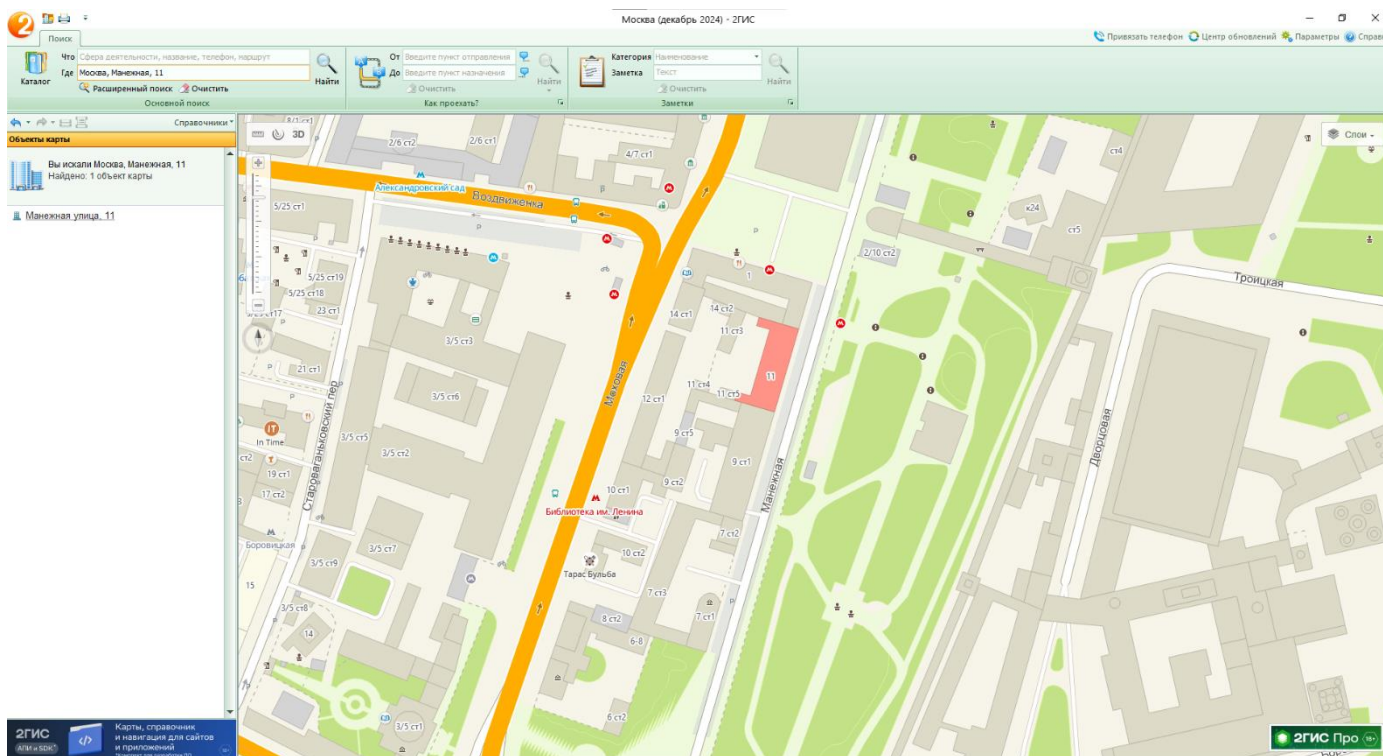 Москва (декабрь 2024) - 2ГИС
Поиск
Привязать телефон Центр обновлений Параметры
Каталог
Что Сфера деятельности, название, телефон, маршрут
Где Москва, Манежная, 11
Расширенный поиск Очистить
Найти
Основной поиск
От Введите пункт отправления
До Введите пункт назначения
Очистить
Найти
Как проехать?
Категория Наименование
Заметка Текст
Очистить
Найти
Заметки
Справочники
Объекты карты
Вы искали Москва, Манежная, 11
Найдено: 1 объект карты
Манежная улица, 11
3D
Слои
8/1 ст1
2/6 ст2
2/6 ст1
4/7 ст1
ст4
Александровский сад
Воздвиженка
5/25 ст1
к24
ст5
2/10 ст2
5/25 ст19
5/25 ст18
23 ст1
1
Троицкая
14 ст1
14 ст2
11 ст3
3/5 ст3
21 ст1
11
11 ст4
11 ст5
3/5 ст6
12 ст1
Моховая
In Time
3/5 ст5
9 ст5
Дворцовая
ст2
3/5 ст2
19 ст1
9 ст1
Староваганьковский пер
17 ст2
9 ст2
10 ст1
Манежная
Библиотека им. Ленина
7 ст2
Боровицкая
3/5 ст7
10 ст2
3/5 ст9
Тарас Бульба
15
7 ст3
3/5 ст8
8 ст2
7 ст1
14
6-8
6 ст2
3/5 ст1
2ГИС
АПИ и SDK
Карты, справочник
и навигация для сайтов
и приложений
2ГИС Про 18+